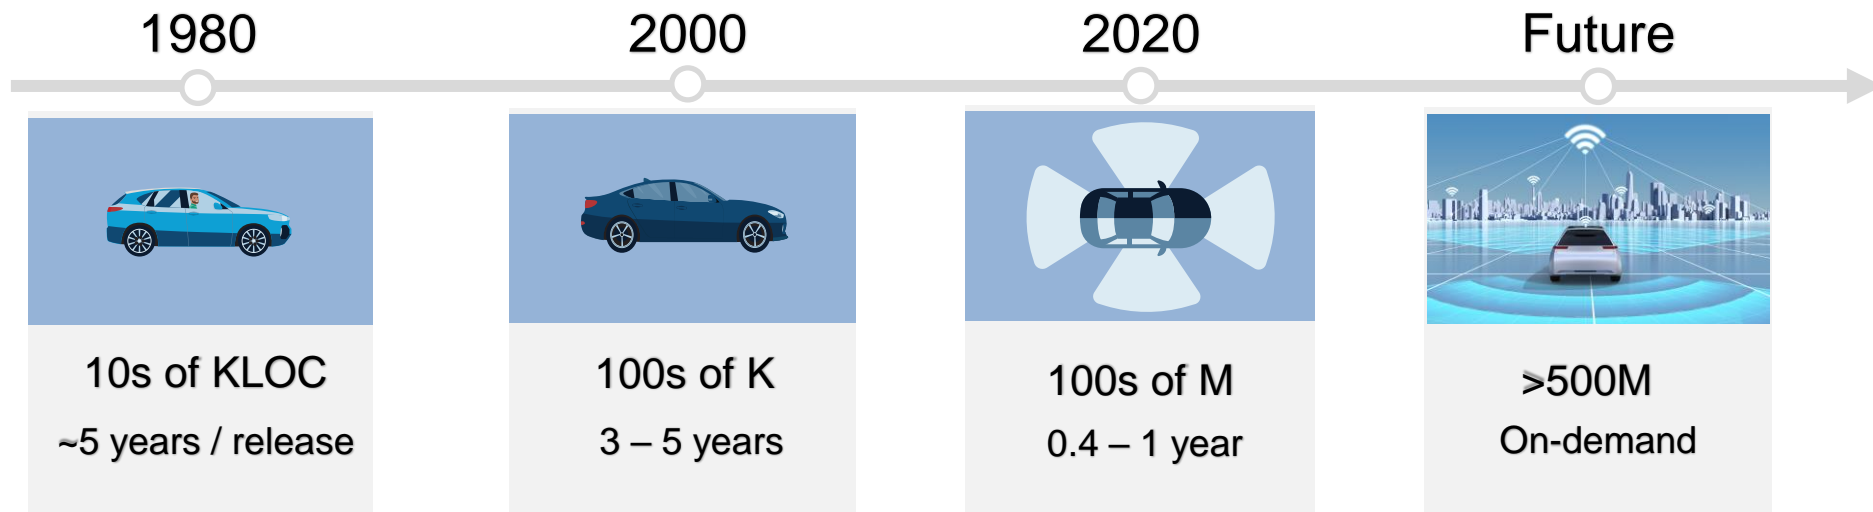 1980
2000
2020
Future
10s of KLOC
~5 years / release
100s of K
3 – 5 years
100s of M
0.4 – 1 year
>500M
On-demand